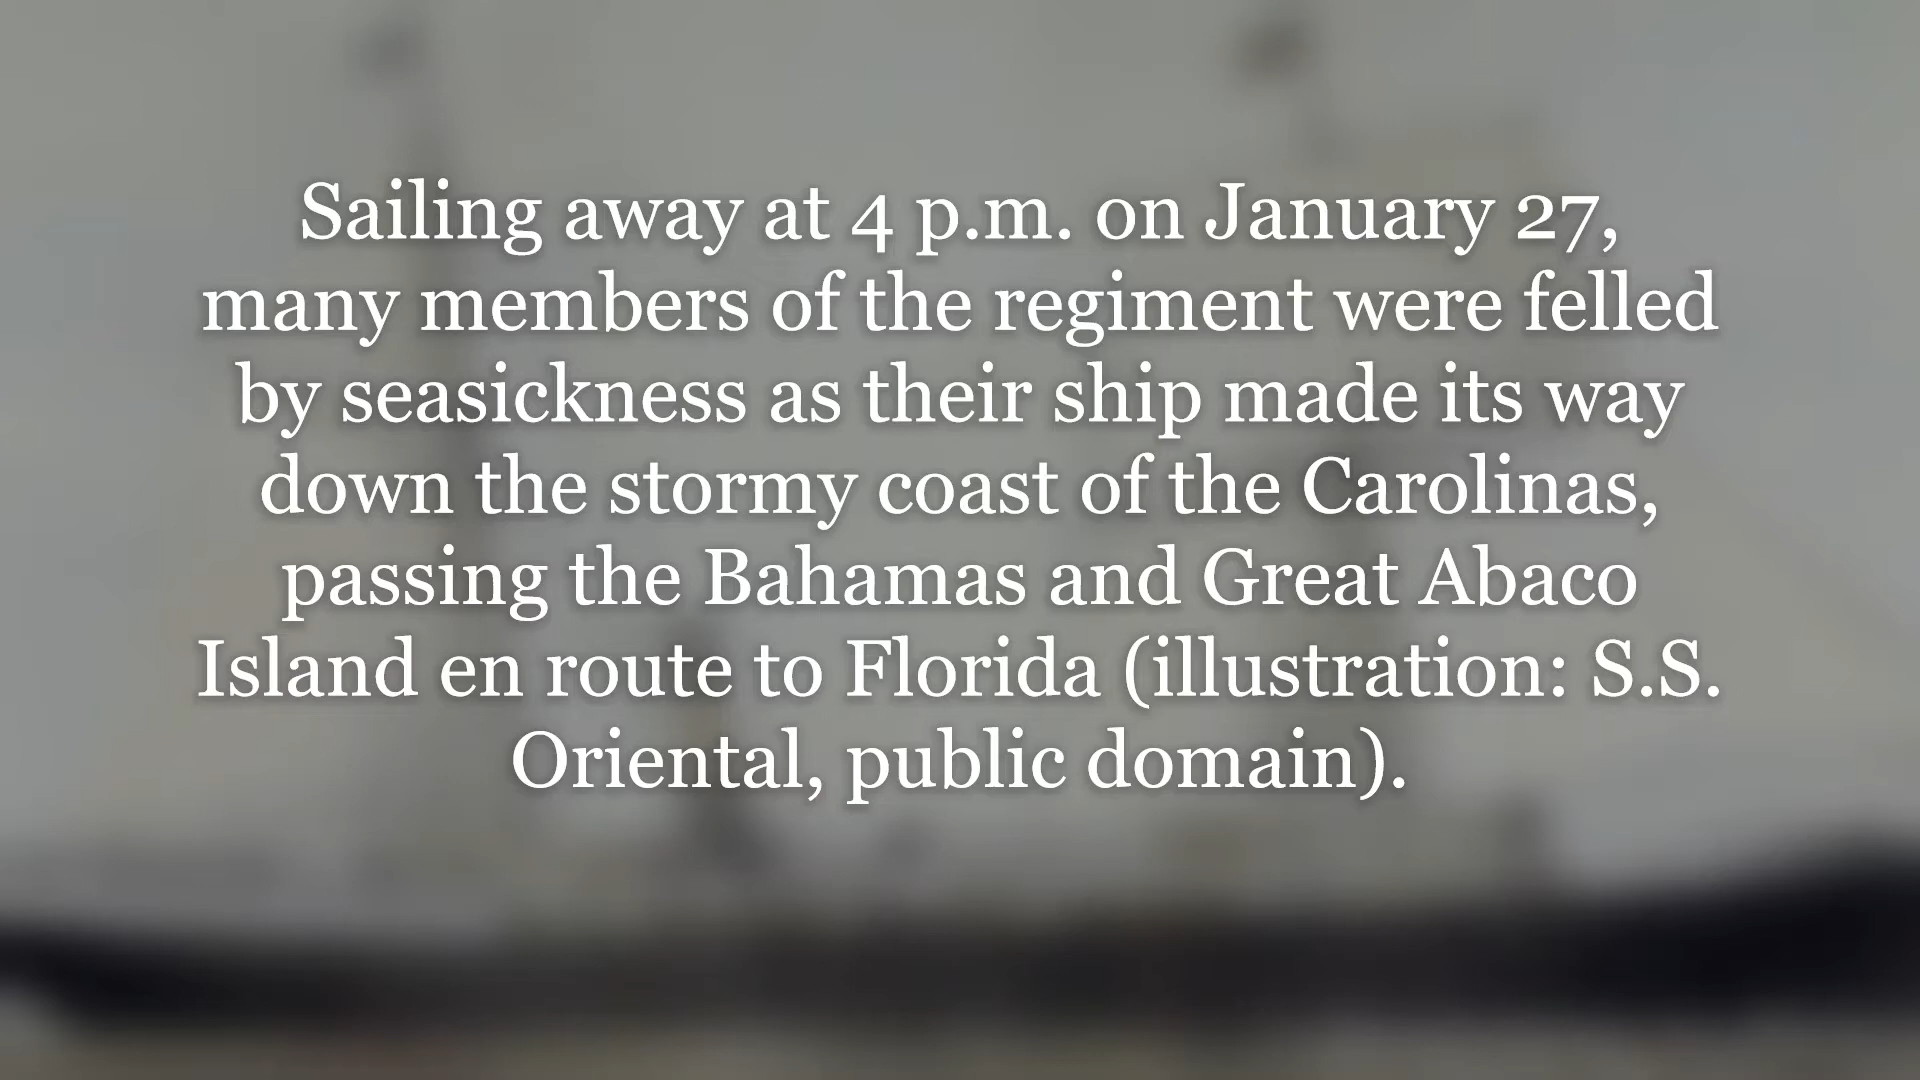 Sailing away at 4 p.m. on January 27,
many members of the regiment were felled
by seasickness as their ship made its way
down the stormy coast of the Carolinas,
passing the Bahamas and Great Abaco
Island en route to Florida (illustration: S.S.
Oriental, public domain).